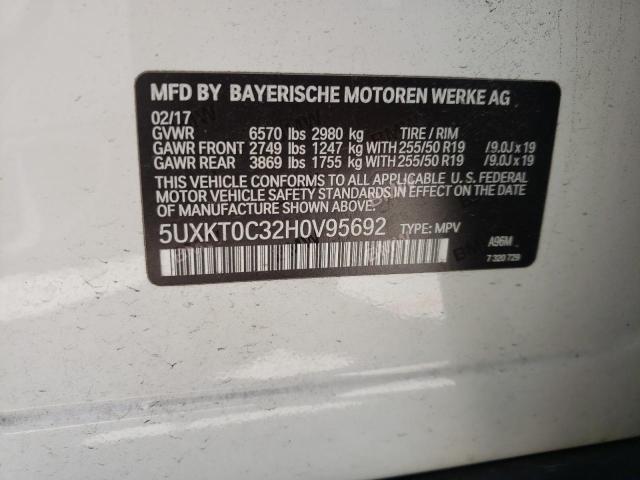 MFD BY BAYERISCHE MOTOREN WERKE AG
02/17
GVWR 6570 lbs 2980 kg TIRE / RIM
GAWR FRONT 2749 lbs 1247 kg WITH 255/50 R19 /9.0J x 19
GAWR REAR 3869 lbs 1755 kg WITH 255/50 R19 /9.0J x 19
THIS VEHICLE CONFORMS TO ALL APPLICABLE U. S. FEDERAL
MOTOR VEHICLE SAFETY STANDARDS IN EFFECT ON THE DATE
OF MANUFACTURE SHOWN ABOVE.
5UXKT0C32H0V95692 TYPE: MPV A96M
7 320 729